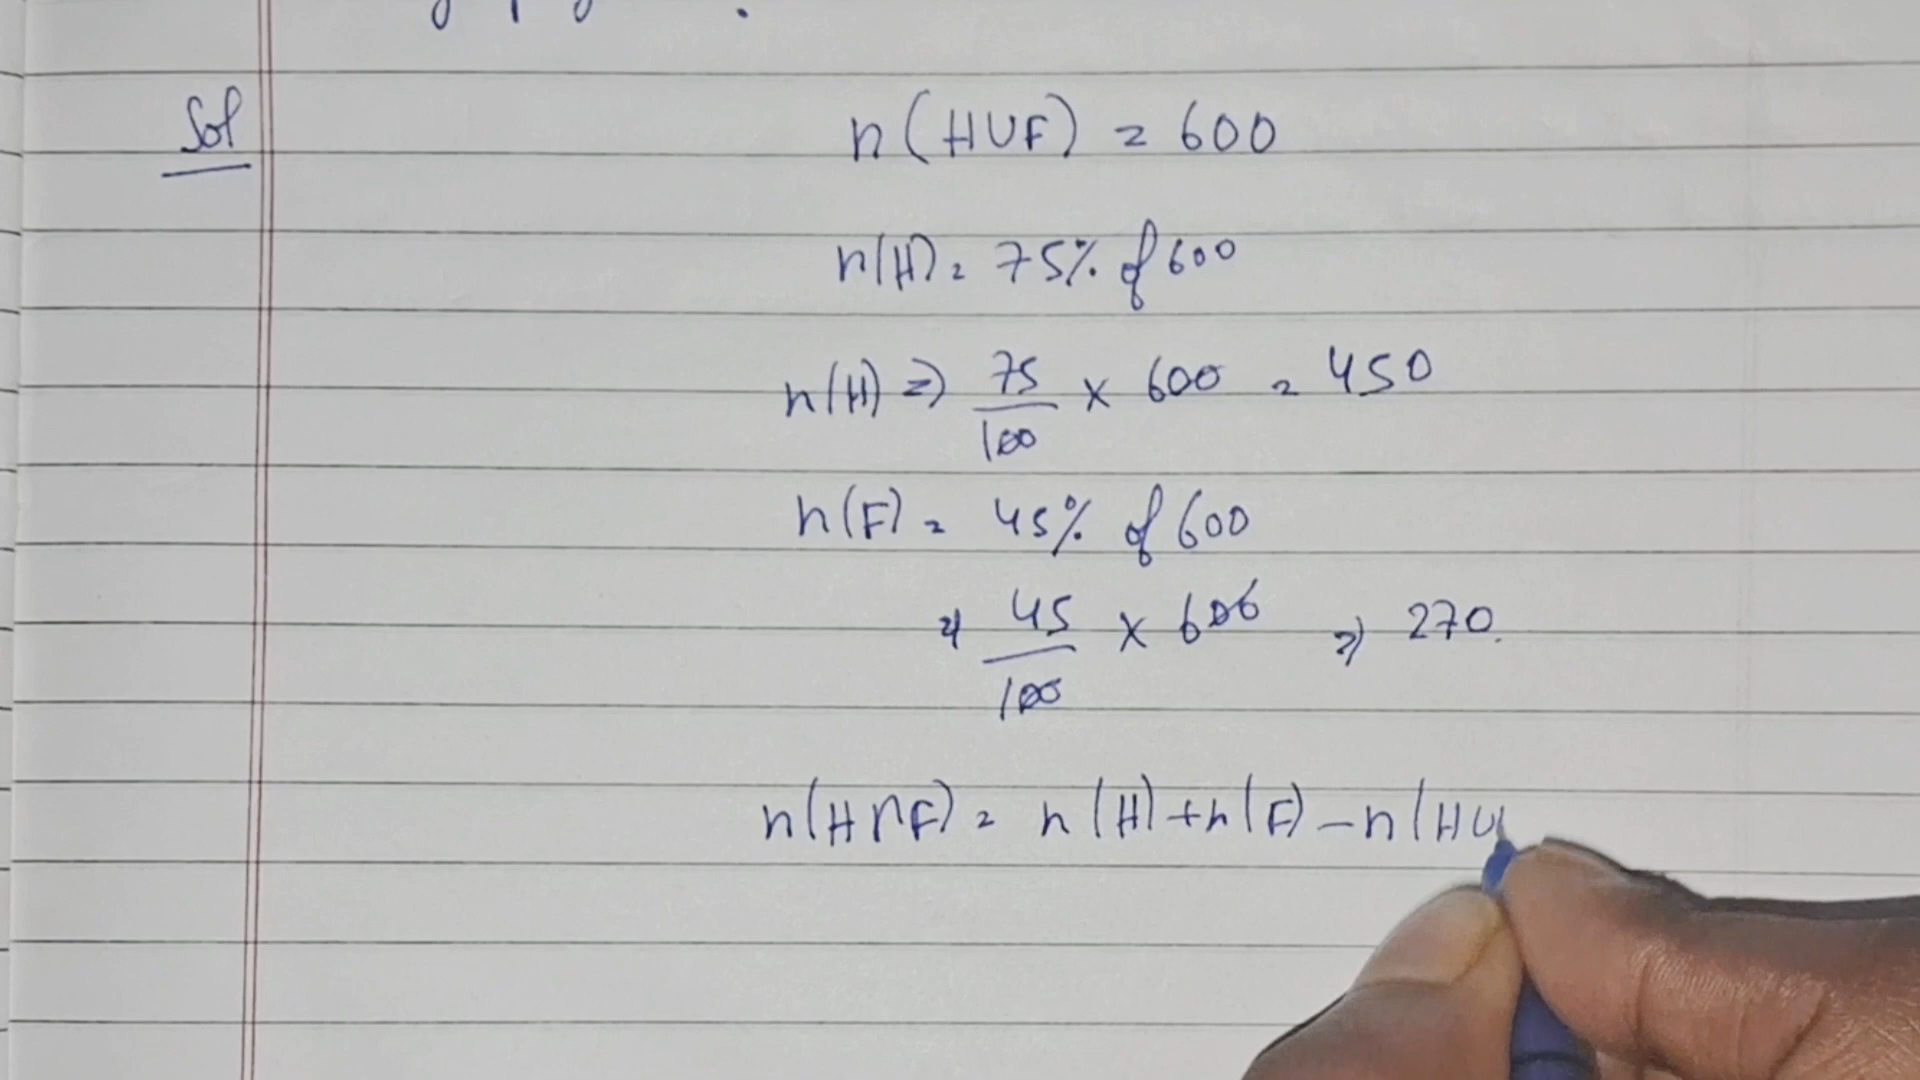 Sol
n(HUF) = 600
n(H) = 75% of 600
n(H) => 75/100 x 600 = 450
n(F) = 45% of 600
=> 45/100 x 600 => 270.
n(H∩F) = n(H)+n(F)-n(HU